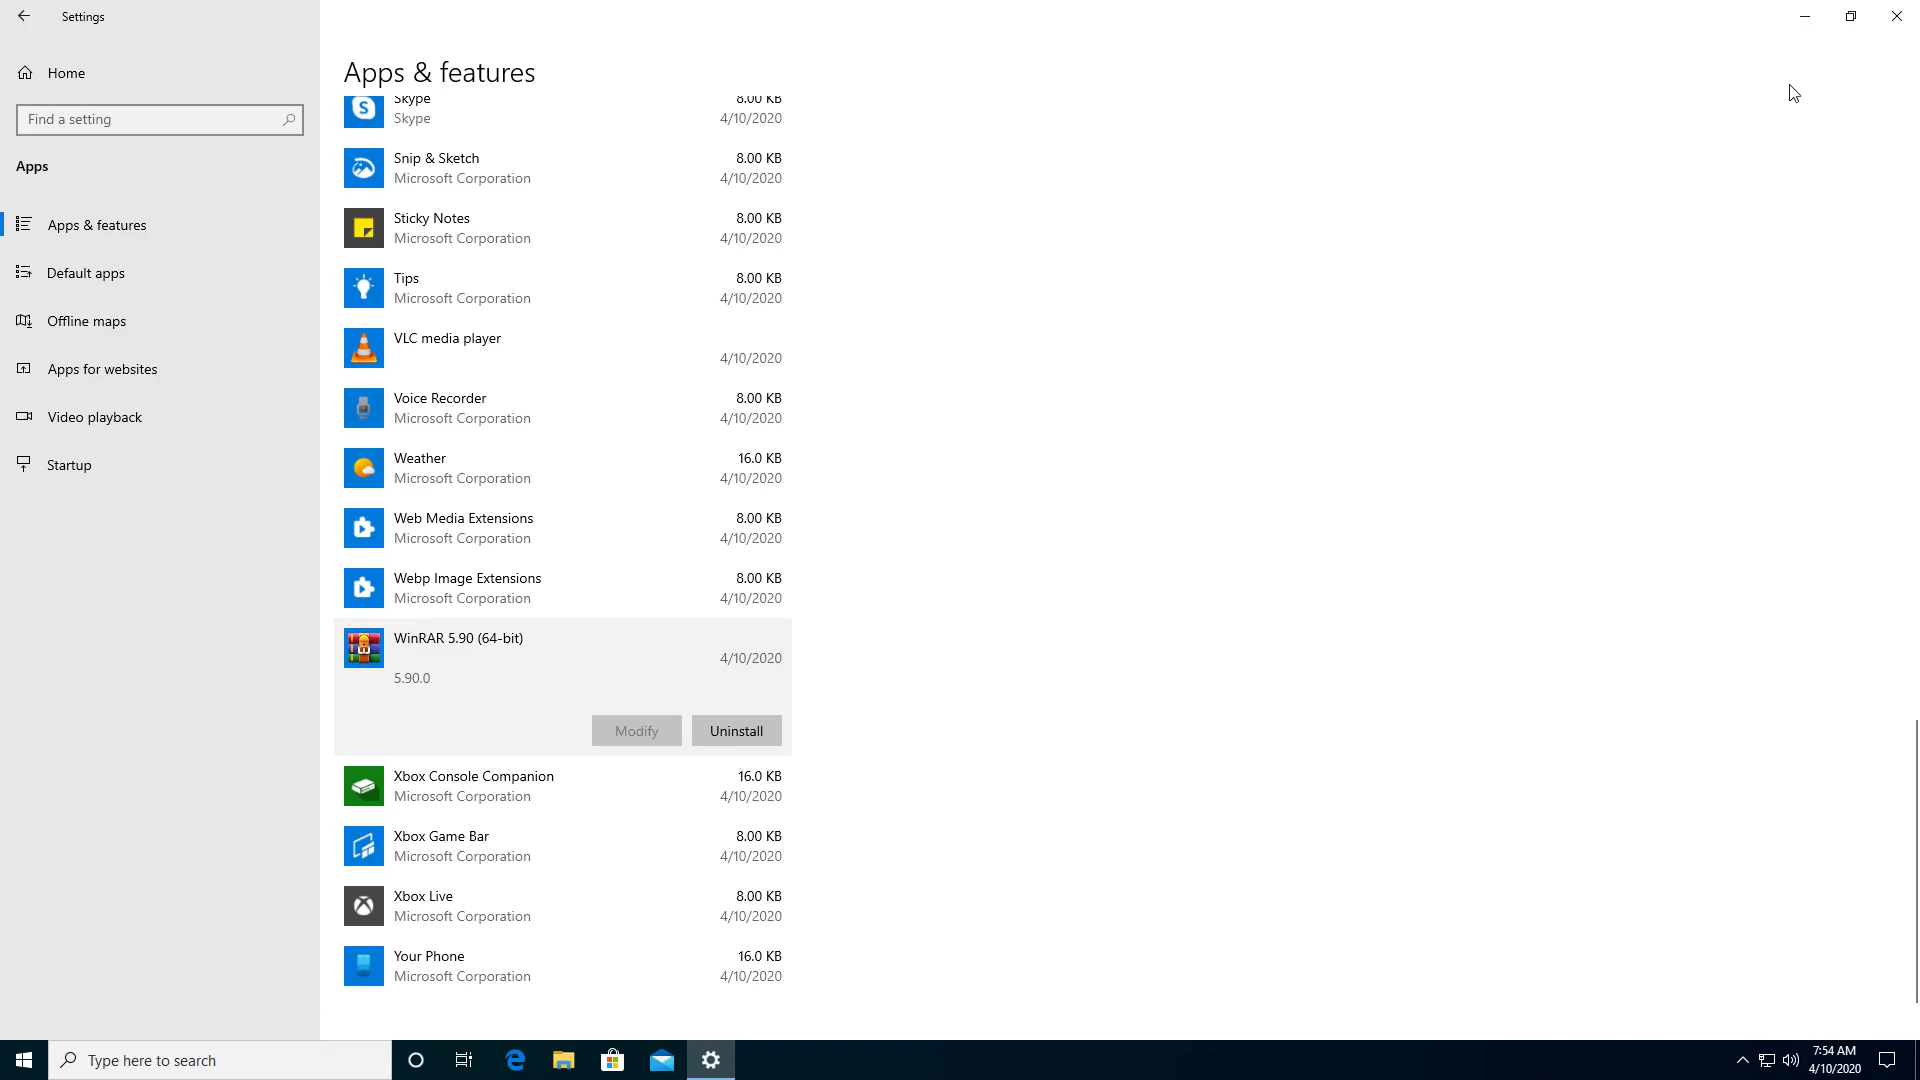 Settings
Home
Find a setting
Apps
Apps & features
Default apps
Offline maps
Apps for websites
Video playback
Startup
Apps & features
Skype 8.00 KB
Skype 4/10/2020
Snip & Sketch 8.00 KB
Microsoft Corporation 4/10/2020
Sticky Notes 8.00 KB
Microsoft Corporation 4/10/2020
Tips 8.00 KB
Microsoft Corporation 4/10/2020
VLC media player
4/10/2020
Voice Recorder 8.00 KB
Microsoft Corporation 4/10/2020
Weather 16.0 KB
Microsoft Corporation 4/10/2020
Web Media Extensions 8.00 KB
Microsoft Corporation 4/10/2020
Webp Image Extensions 8.00 KB
Microsoft Corporation 4/10/2020
WinRAR 5.90 (64-bit)
4/10/2020
5.90.0
Modify Uninstall
Xbox Console Companion 16.0 KB
Microsoft Corporation 4/10/2020
Xbox Game Bar 8.00 KB
Microsoft Corporation 4/10/2020
Xbox Live 8.00 KB
Microsoft Corporation 4/10/2020
Your Phone 16.0 KB
Microsoft Corporation 4/10/2020
Type here to search
7:54 AM
4/10/2020